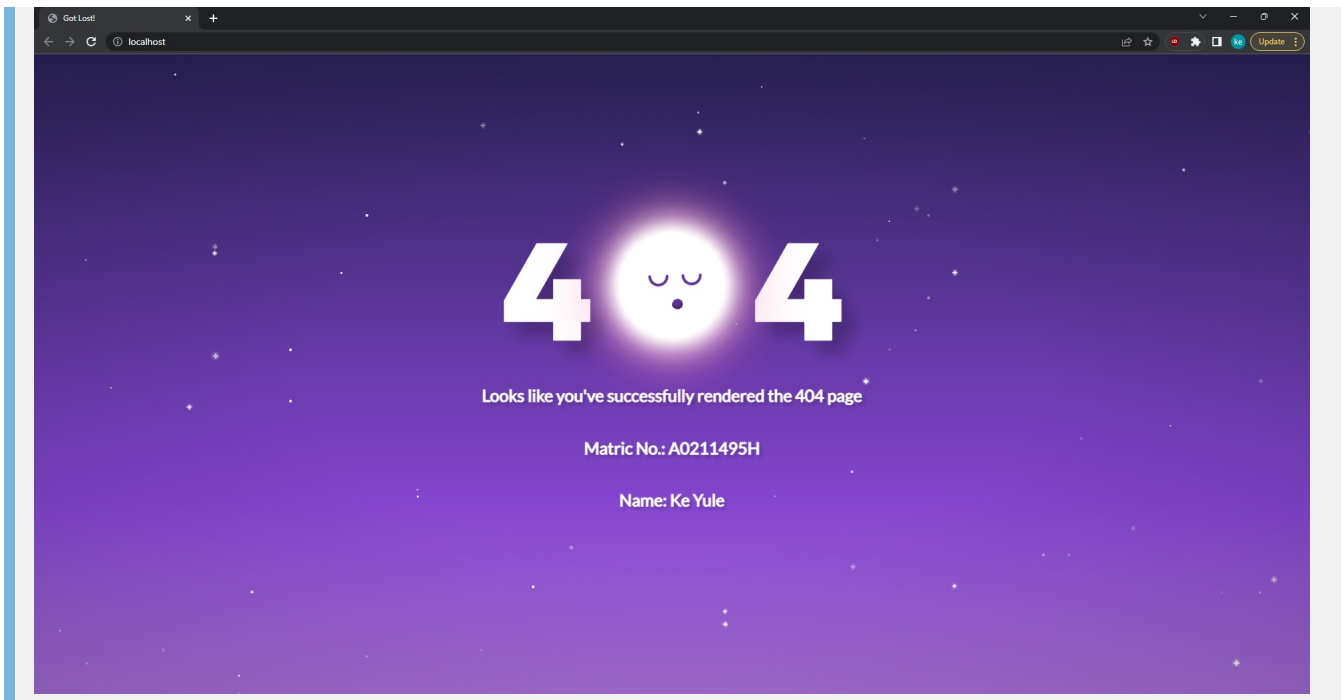 Got Lost!
localhost
ke
Update
4 4
Looks like you've successfully rendered the 404 page
Matric No.: A0211495H
Name: Ke Yule